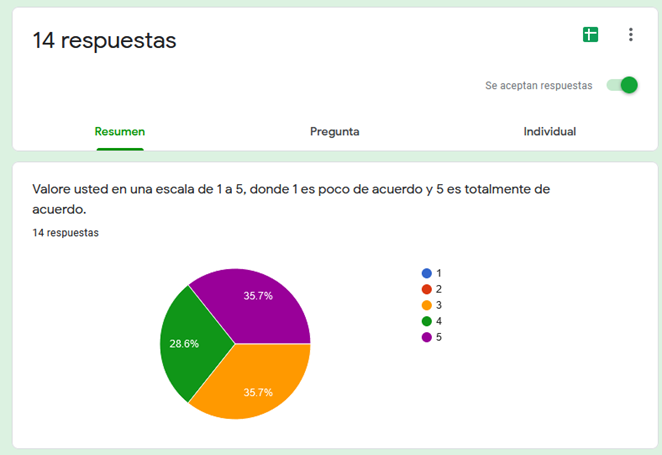 14 respuestas
Se aceptan respuestas
Resumen
Pregunta
Individual
Valore usted en una escala de 1 a 5, donde 1 es poco de acuerdo y 5 es totalmente de
acuerdo.
14 respuestas
35.7%
28.6%
35.7%
1
2
3
4
5